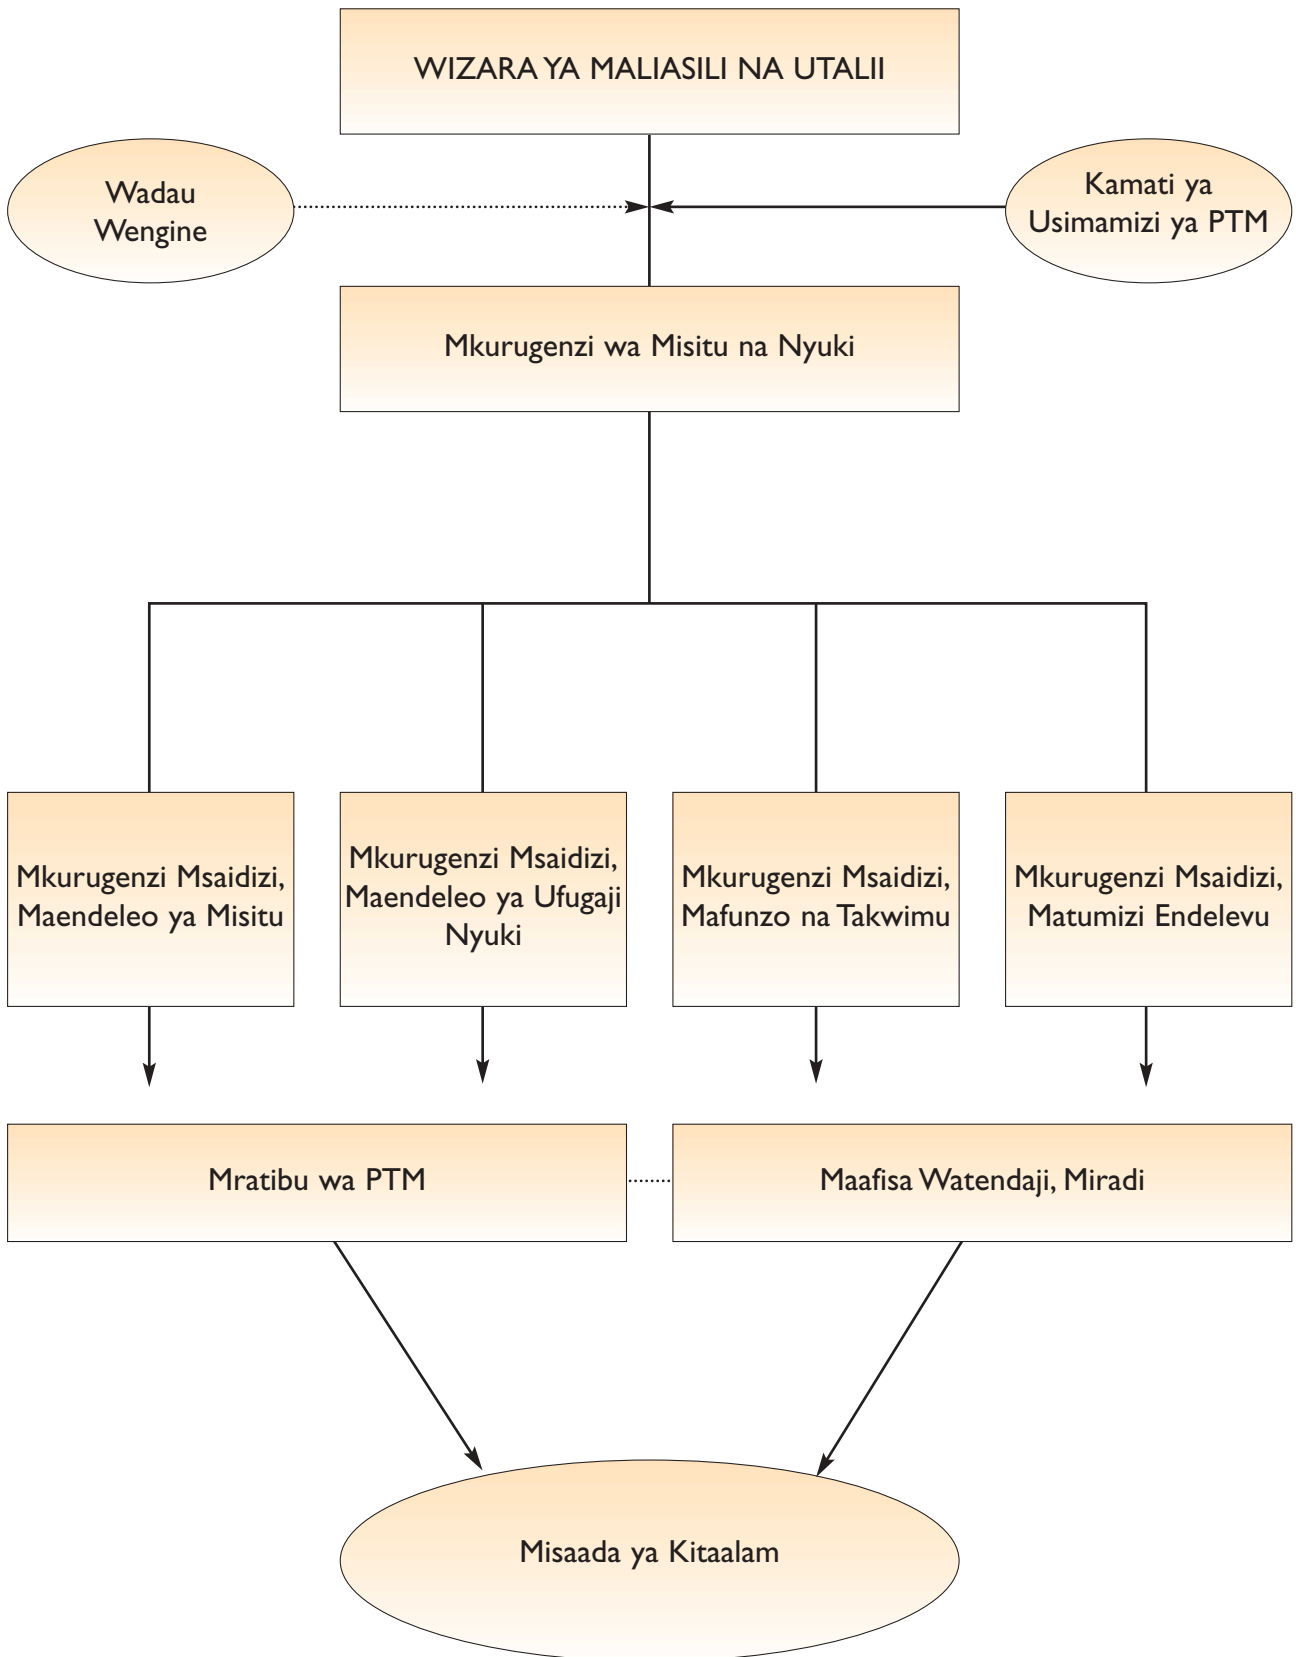 WIZARA YA MALIASILI NA UTALII
Wadau
Wengine
Kamati ya
Usimamizi ya PTM
Mkurugenzi wa Misitu na Nyuki
Mkurugenzi Msaidizi,
Maendeleo ya Misitu
Mkurugenzi Msaidizi,
Maendeleo ya Ufugaji
Nyuki
Mkurugenzi Msaidizi,
Mafunzo na Takwimu
Mkurugenzi Msaidizi,
Matumizi Endelevu
Mratibu wa PTM
Maafisa Watendaji, Miradi
Misaada ya Kitaalam